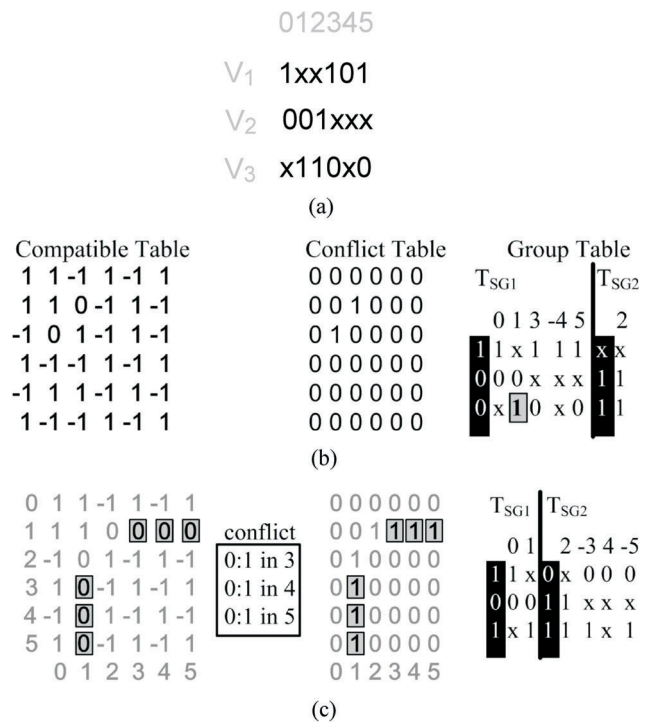 012345
V1 1xx101
V2 001xxx
V3 x110x0
(a)
Compatible Table
1 1 -1 1 -1 1
1 1 0 -1 1 -1
-1 0 1 -1 1 -1
1 -1 -1 1 -1 1
-1 1 1 -1 1 -1
1 -1 -1 1 -1 1
Conflict Table
0 0 0 0 0 0
0 0 1 0 0 0
0 1 0 0 0 0
0 0 0 0 0 0
0 0 0 0 0 0
0 0 0 0 0 0
Group Table
TSG1 TSG2
0 1 3 -4 5 2
1 1 x 1 1 1 x x
0 0 0 x x x 1 1
0 x 1 0 x 0 1 1
(b)
0 1 1 -1 1 -1 1
1 1 1 0 0 0 0
2 -1 0 1 -1 1 -1
3 1 0 -1 1 -1 1
4 -1 0 1 -1 1 -1
5 1 0 -1 1 -1 1
0 1 2 3 4 5
conflict
0:1 in 3
0:1 in 4
0:1 in 5
0 0 0 0 0 0
0 0 1 1 1 1
0 1 0 0 0 0
0 1 0 0 0 0
0 1 0 0 0 0
0 1 0 0 0 0
0 1 2 3 4 5
TSG1 TSG2
0 1 2 -3 4 -5
1 1 x 0 x 0 0 0
0 0 0 1 1 x x x
1 x 1 1 1 1 x 1
(c)